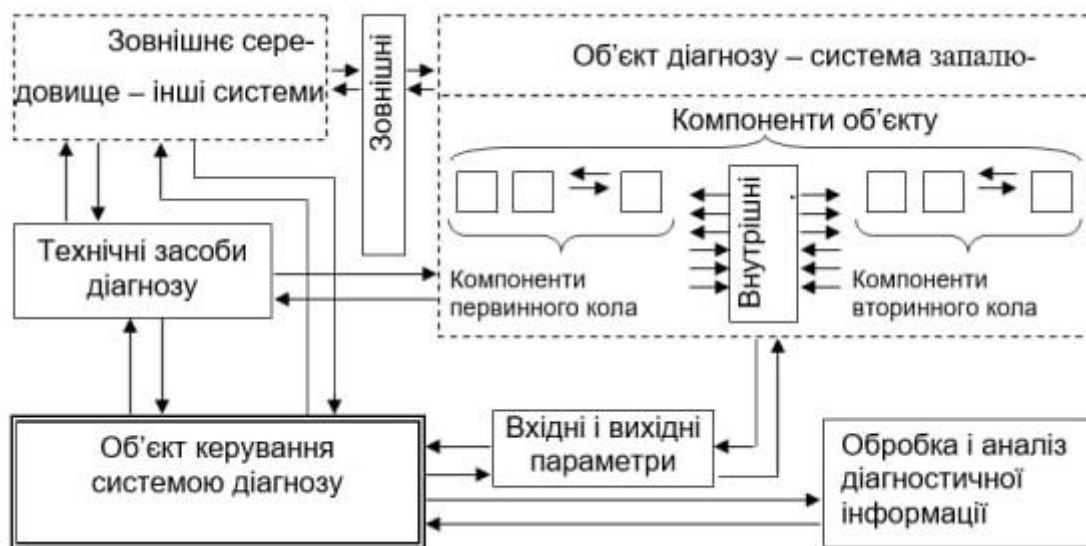 Зовнішнє сере-
довище – інші системи
Зовнішні
Об’єкт діагнозу – система запалю-
Компоненти об’єкту
Внутрішні
Компоненти
первинного кола
Компоненти
вторинного кола
Технічні засоби
діагнозу
Об’єкт керування
системою діагнозу
Вхідні і вихідні
параметри
Обробка і аналіз
діагностичної
інформації